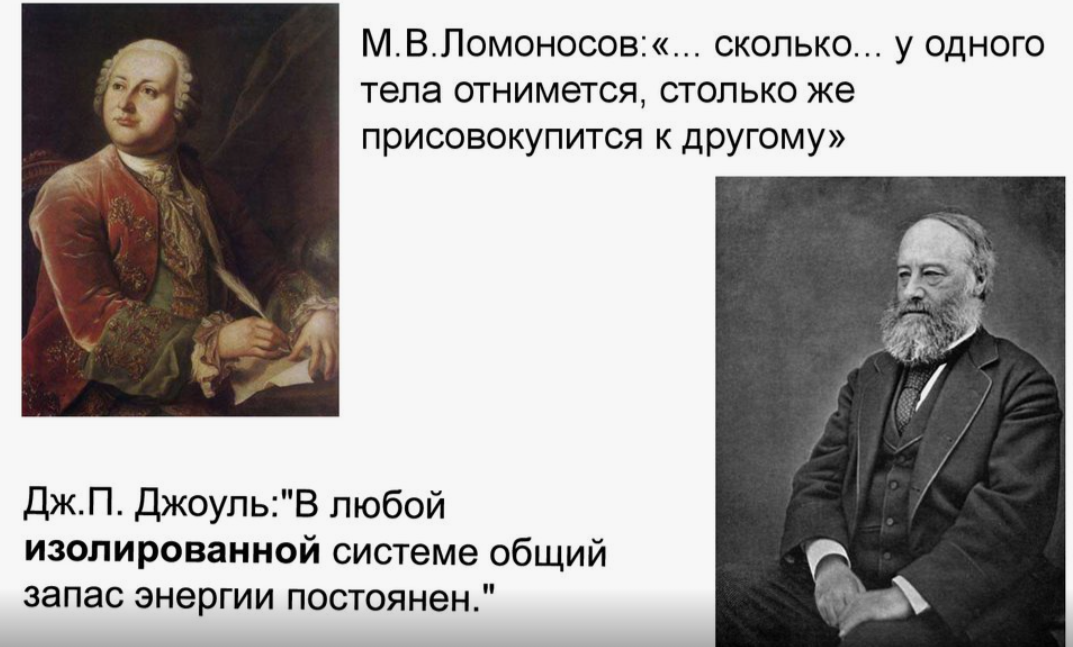 М.В.Ломоносов:«... сколько... у одного
тела отнимется, столько же
присовокупится к другому»
Дж.П. Джоуль:"В любой
изолированной системе общий
запас энергии постоянен."